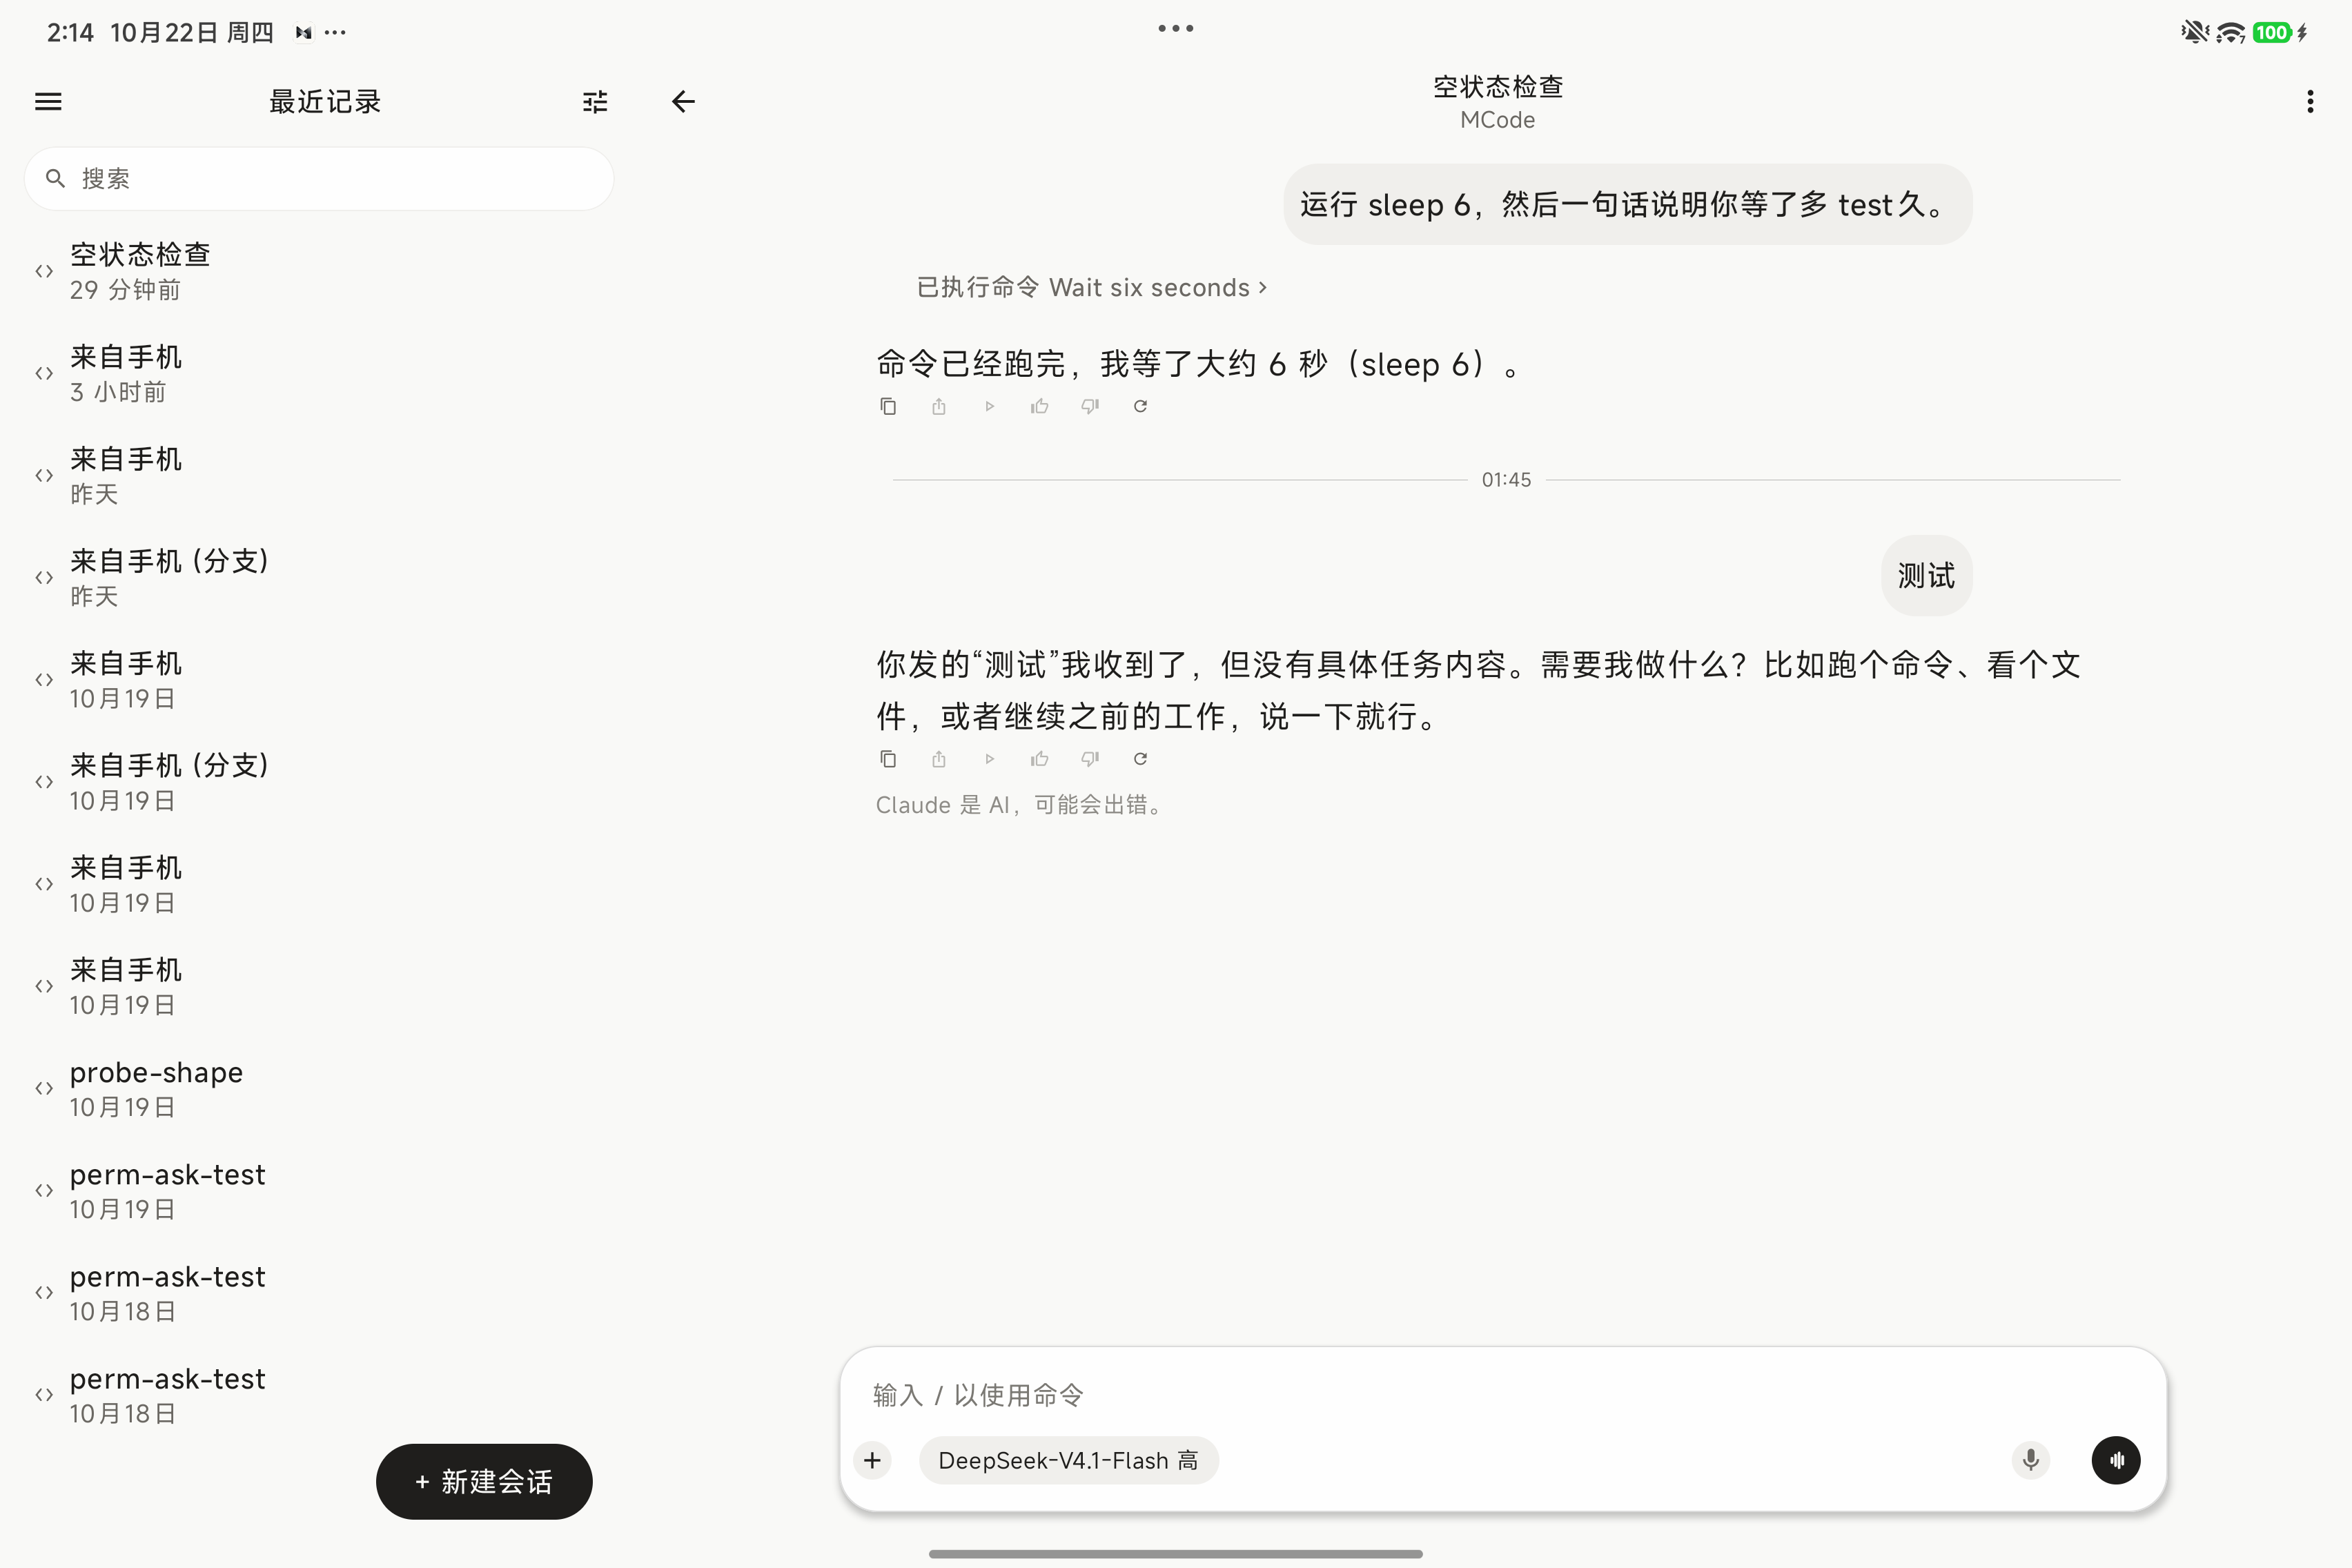 2:14 10月22日 周四
100
最近记录
搜索
空状态检查
29 分钟前
来自手机
3 小时前
来自手机
昨天
来自手机 (分支)
昨天
来自手机
10月19日
来自手机 (分支)
10月19日
来自手机
10月19日
来自手机
10月19日
probe-shape
10月19日
perm-ask-test
10月19日
perm-ask-test
10月18日
perm-ask-test
10月18日
+ 新建会话
空状态检查
MCode
运行 sleep 6，然后一句话说明你等了多 test久。
已执行命令 Wait six seconds ›
命令已经跑完，我等了大约 6 秒（sleep 6）。
01:45
测试
你发的“测试”我收到了，但没有具体任务内容。需要我做什么？比如跑个命令、看个文
件，或者继续之前的工作，说一下就行。
Claude 是 AI，可能会出错。
输入 / 以使用命令
DeepSeek-V4.1-Flash 高